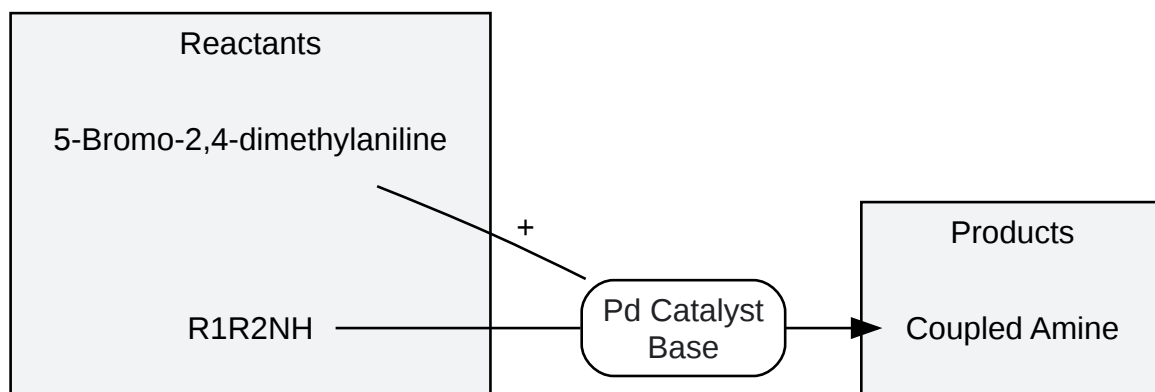 Reactants
5-Bromo-2,4-dimethylaniline
+
Products
R1R2NH
Pd Catalyst
Base
Coupled Amine